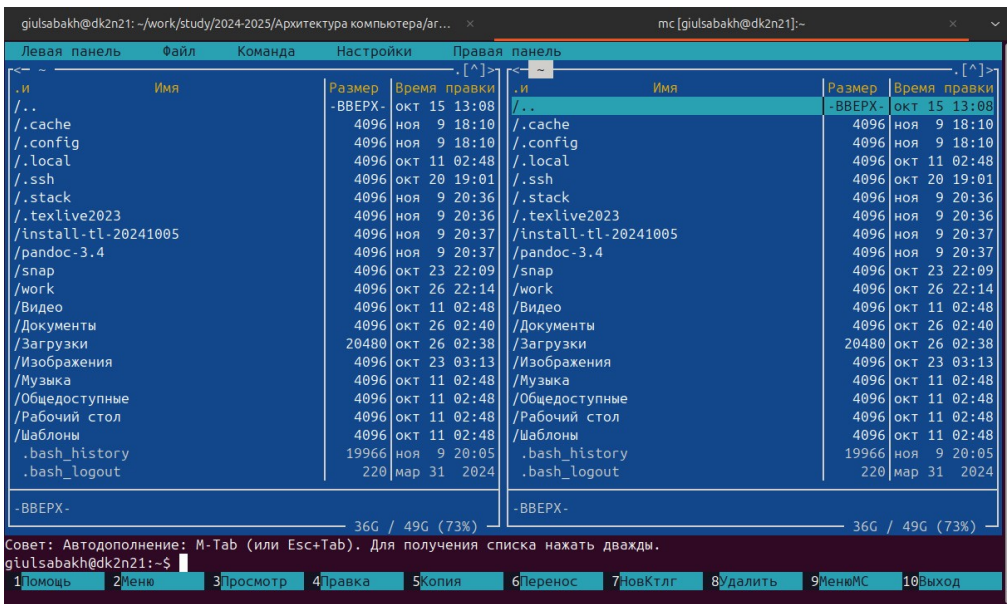 giulsabakh@dk2n21: ~/work/study/2024-2025/Архитектура компьютера/ar... × mc [giulsabakh@dk2n21]:~ ×
Левая панель Файл Команда Настройки Правая панель
<- ~ .[^]> <- ~ .[^]>
.и Имя Размер Время правки .и Имя Размер Время правки
/.. -ВВЕРХ- окт 15 13:08 /.. -ВВЕРХ- окт 15 13:08
/.cache 4096 ноя 9 18:10 /.cache 4096 ноя 9 18:10
/.config 4096 ноя 9 18:10 /.config 4096 ноя 9 18:10
/.local 4096 окт 11 02:48 /.local 4096 окт 11 02:48
/.ssh 4096 окт 20 19:01 /.ssh 4096 окт 20 19:01
/.stack 4096 ноя 9 20:36 /.stack 4096 ноя 9 20:36
/.texlive2023 4096 ноя 9 20:36 /.texlive2023 4096 ноя 9 20:36
/install-tl-20241005 4096 ноя 9 20:37 /install-tl-20241005 4096 ноя 9 20:37
/pandoc-3.4 4096 ноя 9 20:37 /pandoc-3.4 4096 ноя 9 20:37
/snap 4096 окт 23 22:09 /snap 4096 окт 23 22:09
/work 4096 окт 26 22:14 /work 4096 окт 26 22:14
/Видео 4096 окт 11 02:48 /Видео 4096 окт 11 02:48
/Документы 4096 окт 26 02:40 /Документы 4096 окт 26 02:40
/Загрузки 20480 окт 26 02:38 /Загрузки 20480 окт 26 02:38
/Изображения 4096 окт 23 03:13 /Изображения 4096 окт 23 03:13
/Музыка 4096 окт 11 02:48 /Музыка 4096 окт 11 02:48
/Общедоступные 4096 окт 11 02:48 /Общедоступные 4096 окт 11 02:48
/Рабочий стол 4096 окт 11 02:48 /Рабочий стол 4096 окт 11 02:48
/Шаблоны 4096 окт 11 02:48 /Шаблоны 4096 окт 11 02:48
.bash_history 19966 ноя 9 20:05 .bash_history 19966 ноя 9 20:05
.bash_logout 220 мар 31 2024 .bash_logout 220 мар 31 2024
-ВВЕРХ- -ВВЕРХ-
36G / 49G (73%) 36G / 49G (73%)
Совет: Автодополнение: M-Tab (или Esc+Tab). Для получения списка нажать дважды.
giulsabakh@dk2n21:~$
1Помощь 2Меню 3Просмотр 4Правка 5Копия 6Перенос 7НовКтлг 8Удалить 9МенюMC 10Выход